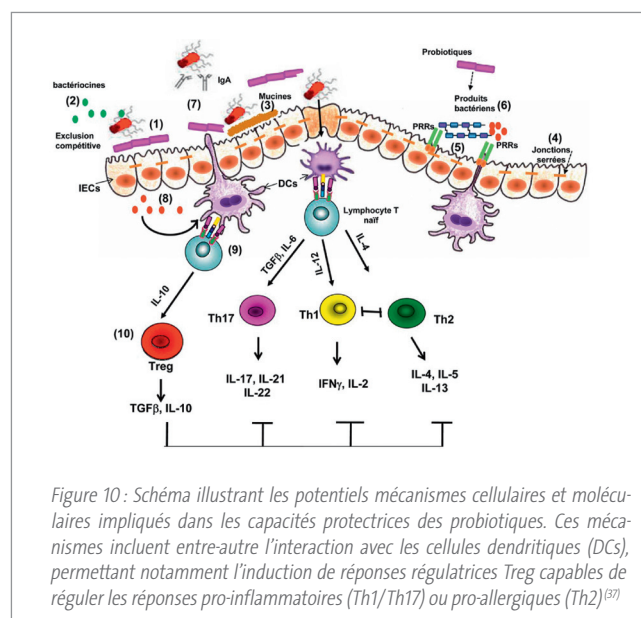 IgA
Probiotiques
bactériocines
(2)
Mucines
Produits
bactériens
(6)
(7)
(3)
(1)
Exclusion
compétitive
PRRs
(4)
Jonctions,
serrées
(5)
PRRs
IECs
DCs
(8)
Lymphocyte T
naïf
(9)
TGFβ, IL-6
IL-12
IL-4
IL-10
(10)
Treg
Th17
Th1
Th2
IL-17, IL-21
IL-22
IFNγ, IL-2
IL-4, IL-5
IL-13
TGFβ, IL-10
Figure 10 : Schéma illustrant les potentiels mécanismes cellulaires et molécu-
laires impliqués dans les capacités protectrices des probiotiques. Ces méca-
nismes incluent entre-autre l'interaction avec les cellules dendritiques (DCs),
permettant notamment l'induction de réponses régulatrices Treg capables de
réguler les réponses pro-inflammatoires (Th1/Th17) ou pro-allergiques (Th2)(37)